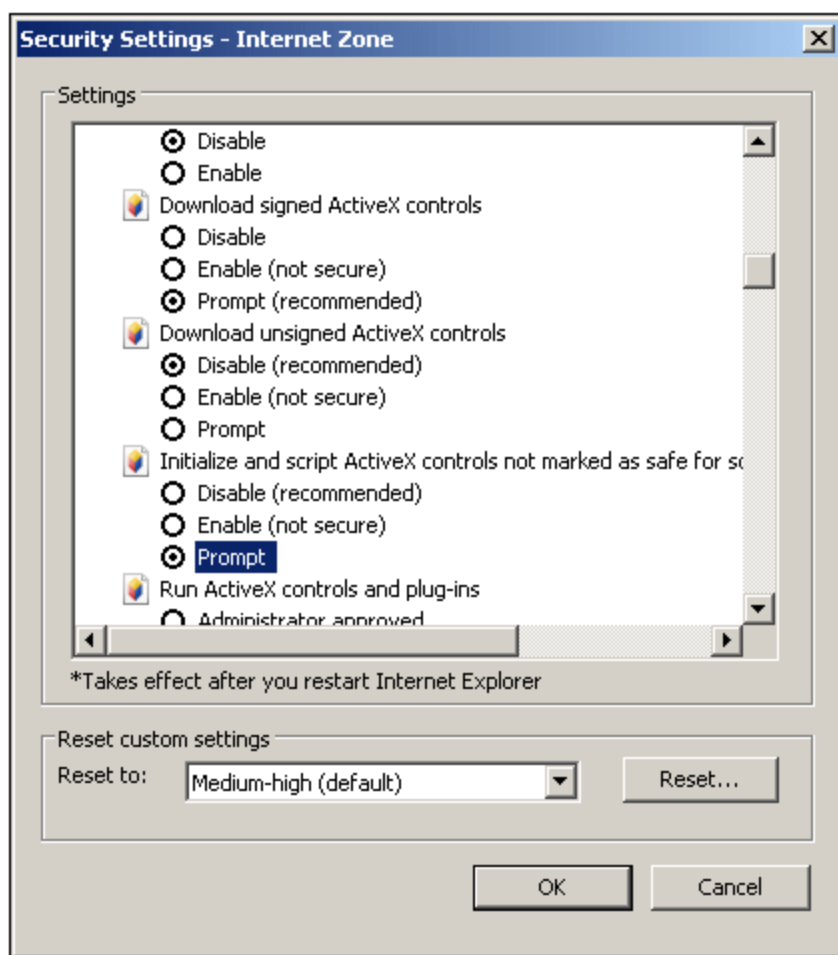 Security Settings - Internet Zone
Settings
Disable
Enable
Download signed ActiveX controls
Disable
Enable (not secure)
Prompt (recommended)
Download unsigned ActiveX controls
Disable (recommended)
Enable (not secure)
Prompt
Initialize and script ActiveX controls not marked as safe for sc
Disable (recommended)
Enable (not secure)
Prompt
Run ActiveX controls and plug-ins
Administrator approved
*Takes effect after you restart Internet Explorer
Reset custom settings
Reset to: Medium-high (default) Reset...
OK Cancel